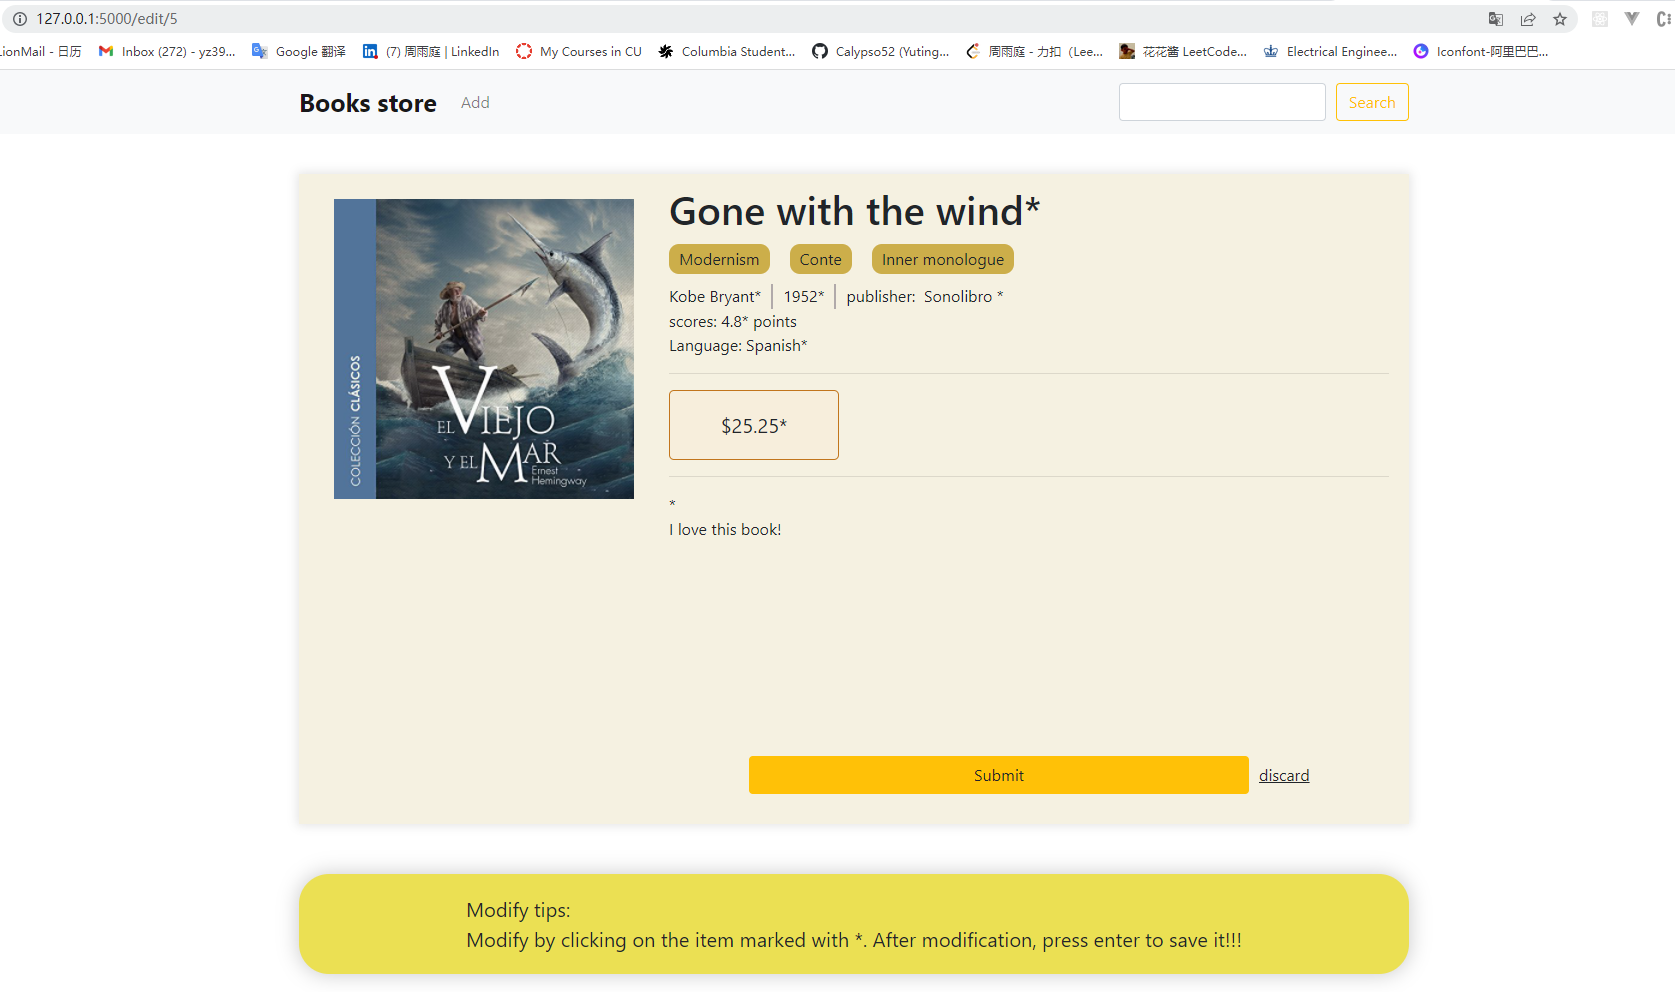 127.0.0.1:5000/edit/5
LionMail - 日历 Inbox (272) - yz39... Google 翻译 (7) 周雨庭 | LinkedIn My Courses in CU Columbia Student... Calypso52 (Yuting... 周雨庭 - 力扣（Lee... 花花酱 LeetCode... Electrical Enginee... Iconfont-阿里巴巴...
Books store Add Search
Gone with the wind*
Modernism Conte Inner monologue
Kobe Bryant* 1952* publisher: Sonolibro *
scores: 4.8* points
Language: Spanish*
$25.25*
*
I love this book!
COLECCIÓN CLÁSICOS
EL VIEJO
Y EL MAR
Ernest
Hemingway
Submit discard
Modify tips:
Modify by clicking on the item marked with *. After modification, press enter to save it!!!